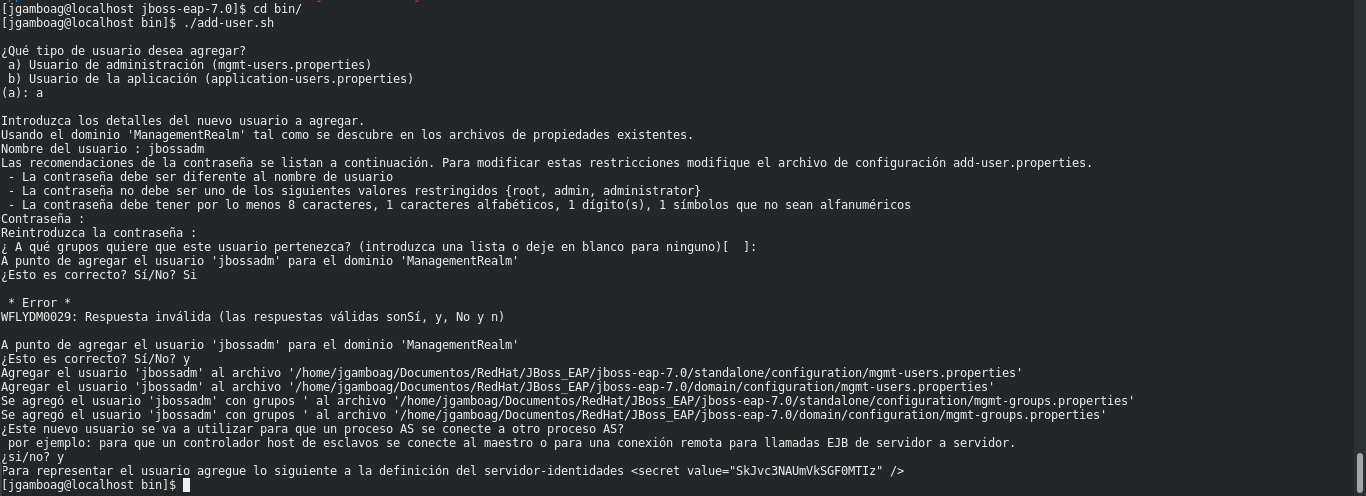 [jgamboag@localhost jboss-eap-7.0]$ cd bin/
[jgamboag@localhost bin]$ ./add-user.sh
¿Qué tipo de usuario desea agregar?
a) Usuario de administración (mgmt-users.properties)
b) Usuario de la aplicación (application-users.properties)
(a): a
Introduzca los detalles del nuevo usuario a agregar.
Usando el dominio 'ManagementRealm' tal como se descubre en los archivos de propiedades existentes.
Nombre del usuario : jbossadm
Las recomendaciones de la contraseña se listan a continuación. Para modificar estas restricciones modifique el archivo de configuración add-user.properties.
- La contraseña debe ser diferente al nombre de usuario
- La contraseña no debe ser uno de los siguientes valores restringidos {root, admin, administrator}
- La contraseña debe tener por lo menos 8 caracteres, 1 caracteres alfabéticos, 1 dígito(s), 1 símbolos que no sean alfanuméricos
Contraseña :
Reintroduzca la contraseña :
¿ A qué grupos quiere que este usuario pertenezca? (introduzca una lista o deje en blanco para ninguno)[  ]:
A punto de agregar el usuario 'jbossadm' para el dominio 'ManagementRealm'
¿Esto es correcto? Sí/No? Si
* Error *
WFLYDM0029: Respuesta inválida (las respuestas válidas sonSí, y, No y n)
A punto de agregar el usuario 'jbossadm' para el dominio 'ManagementRealm'
¿Esto es correcto? Sí/No? y
Agregar el usuario 'jbossadm' al archivo '/home/jgamboag/Documentos/RedHat/JBoss_EAP/jboss-eap-7.0/standalone/configuration/mgmt-users.properties'
Agregar el usuario 'jbossadm' al archivo '/home/jgamboag/Documentos/RedHat/JBoss_EAP/jboss-eap-7.0/domain/configuration/mgmt-users.properties'
Se agregó el usuario 'jbossadm' con grupos ' al archivo '/home/jgamboag/Documentos/RedHat/JBoss_EAP/jboss-eap-7.0/standalone/configuration/mgmt-groups.properties'
Se agregó el usuario 'jbossadm' con grupos ' al archivo '/home/jgamboag/Documentos/RedHat/JBoss_EAP/jboss-eap-7.0/domain/configuration/mgmt-groups.properties'
¿Este nuevo usuario se va a utilizar para que un proceso AS se conecte a otro proceso AS?
por ejemplo: para que un controlador host de esclavos se conecte al maestro o para una conexión remota para llamadas EJB de servidor a servidor.
¿si/no? y
Para representar el usuario agregue lo siguiente a la definición del servidor-identidades <secret value="SkJvc3NAUmVkSGF0MTIz" />
[jgamboag@localhost bin]$